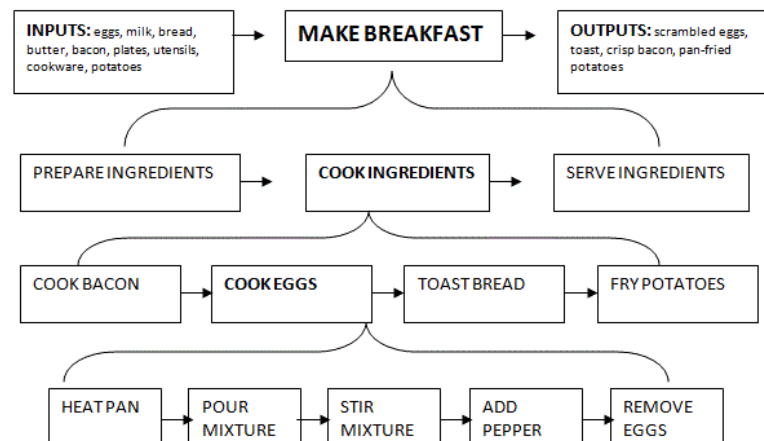 INPUTS: eggs, milk, bread,
butter, bacon, plates, utensils,
cookware, potatoes
MAKE BREAKFAST
OUTPUTS: scrambled eggs,
toast, crisp bacon, pan-fried
potatoes
PREPARE INGREDIENTS
COOK INGREDIENTS
SERVE INGREDIENTS
COOK BACON
COOK EGGS
TOAST BREAD
FRY POTATOES
HEAT PAN
POUR
MIXTURE
STIR
MIXTURE
ADD
PEPPER
REMOVE
EGGS